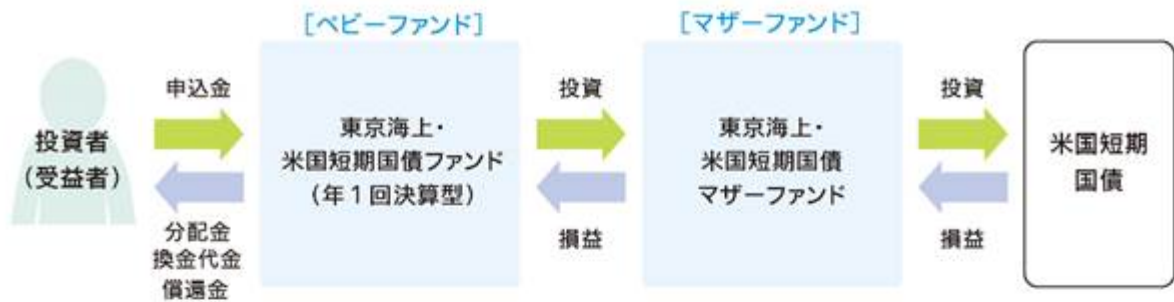 [ベビーファンド]
[マザーファンド]
投資者
(受益者)
申込金
分配金
換金代金
償還金
東京海上・
米国短期国債ファンド
(年1回決算型)
投資
損益
東京海上・
米国短期国債
マザーファンド
投資
損益
米国短期
国債